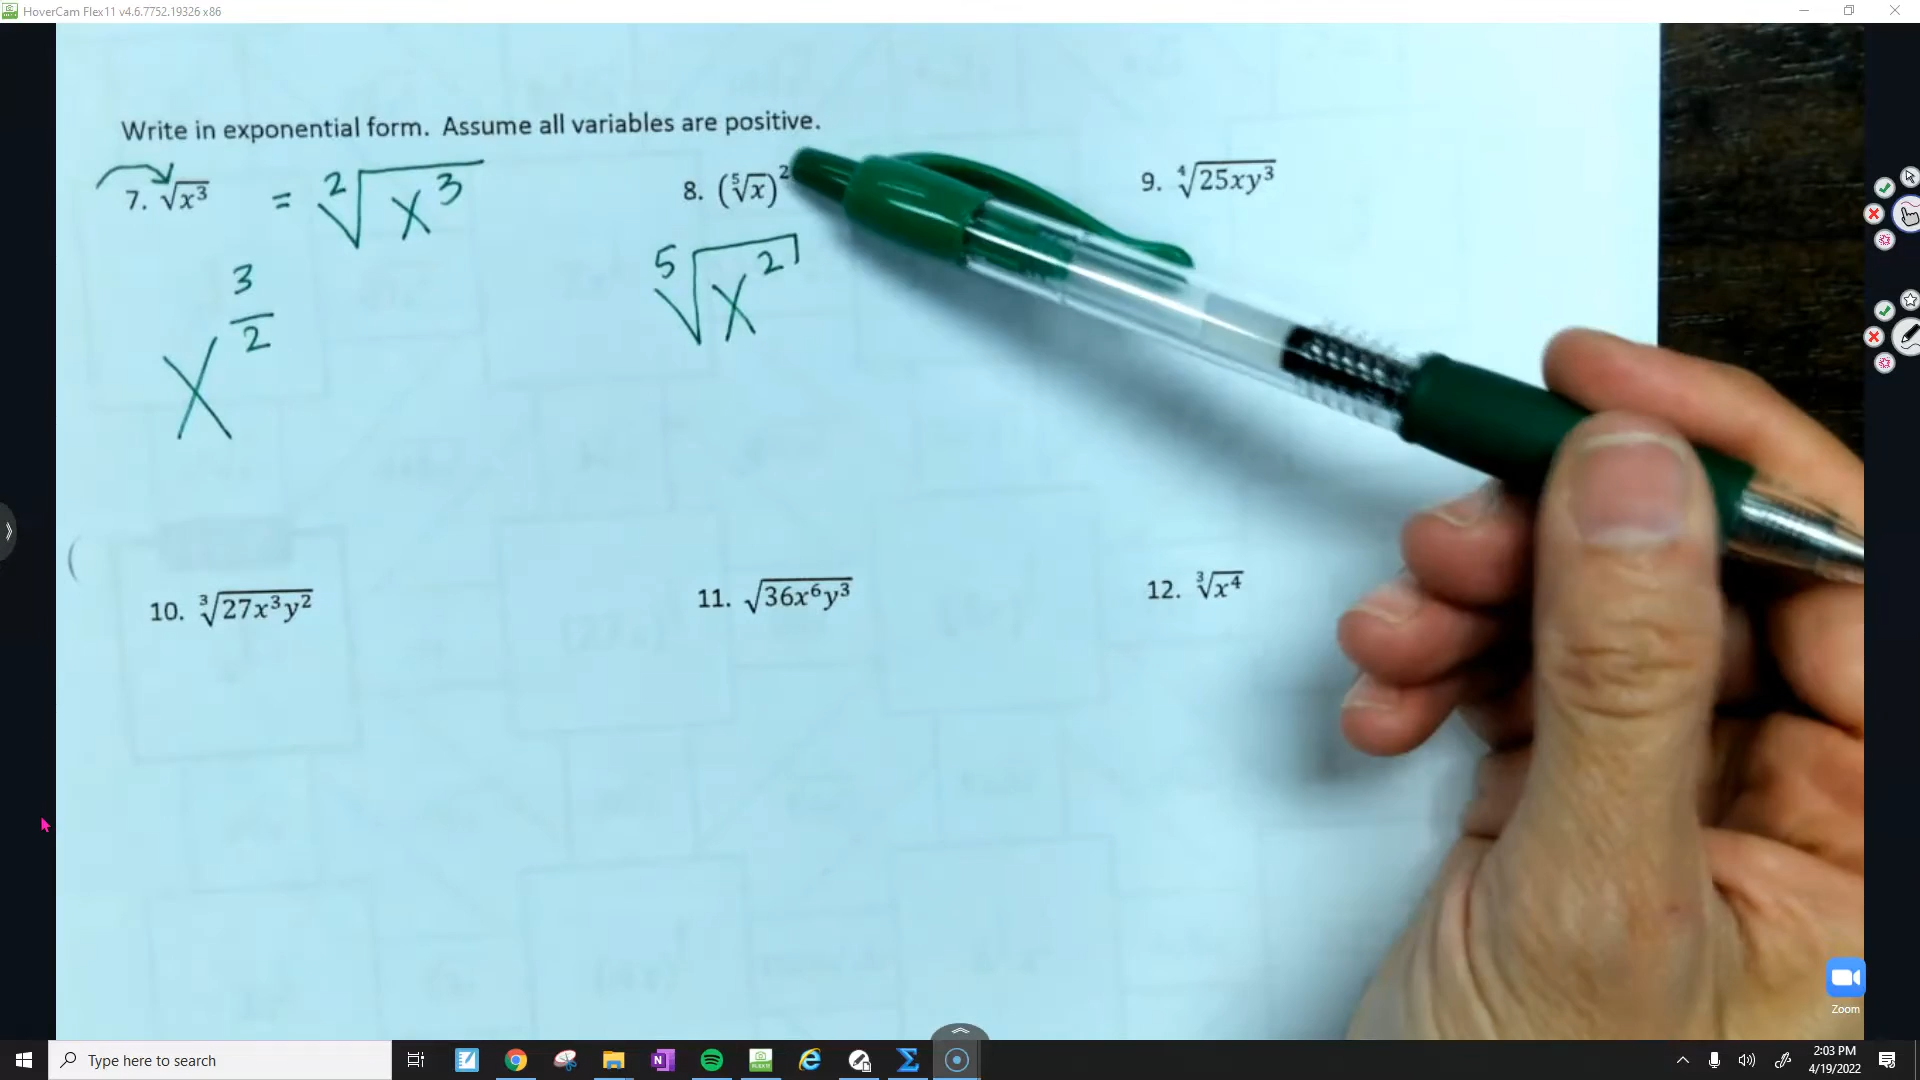 HoverCam Flex11 v4.6.7752.19326 x86
Write in exponential form. Assume all variables are positive.
7. √x³ = ²√x³
x^(3/2)
8. (⁵√x)²
⁵√x²
9. ⁴√25xy³
10. ³√27x³y²
11. √36x⁶y³
12. ³√x⁴
Zoom
Type here to search
2:03 PM
4/19/2022